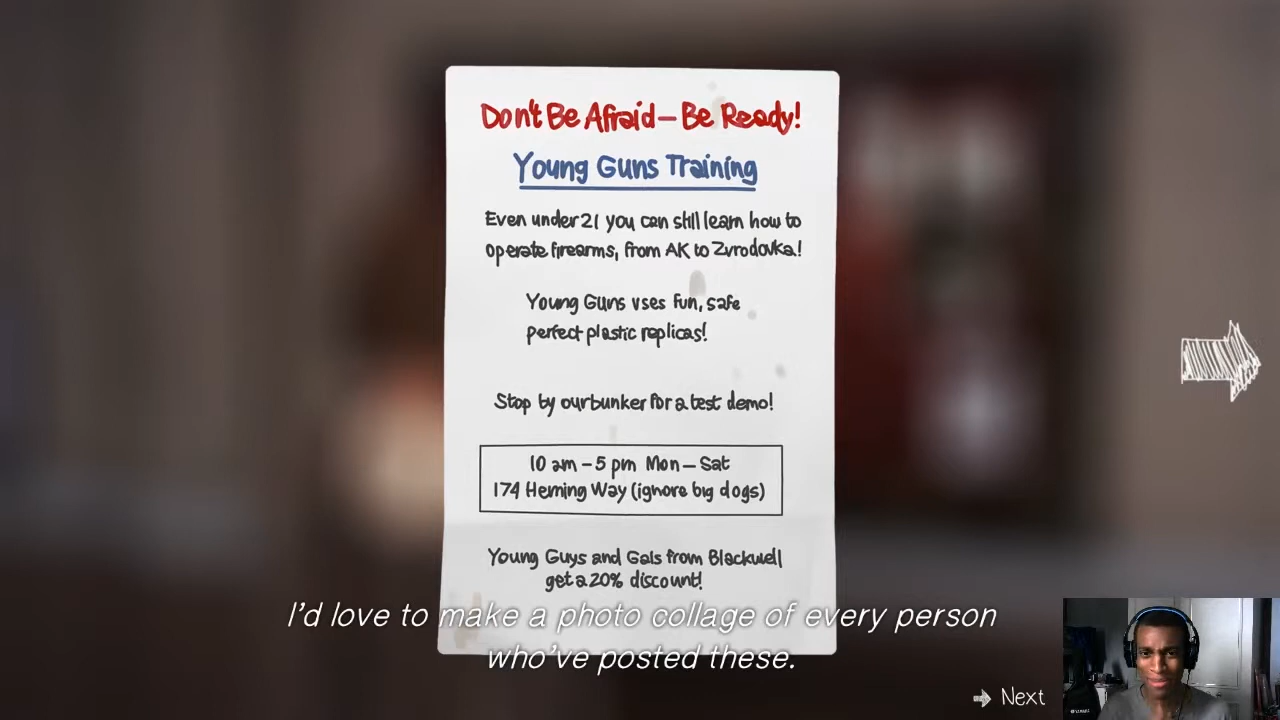 Don't Be Afraid – Be Ready!
Young Guns Training
Even under 21 you can still learn how to
operate firearms, from AK to Zvrodovka!
Young Guns uses fun, safe
perfect plastic replicas!
Stop by our bunker for a test demo!
10 am – 5 pm Mon – Sat
174 Heming Way (ignore big dogs)
Young Guys and Gals from Blackwell
get a 20% discount!
I'd love to make a photo collage of every person
who've posted these.
Next